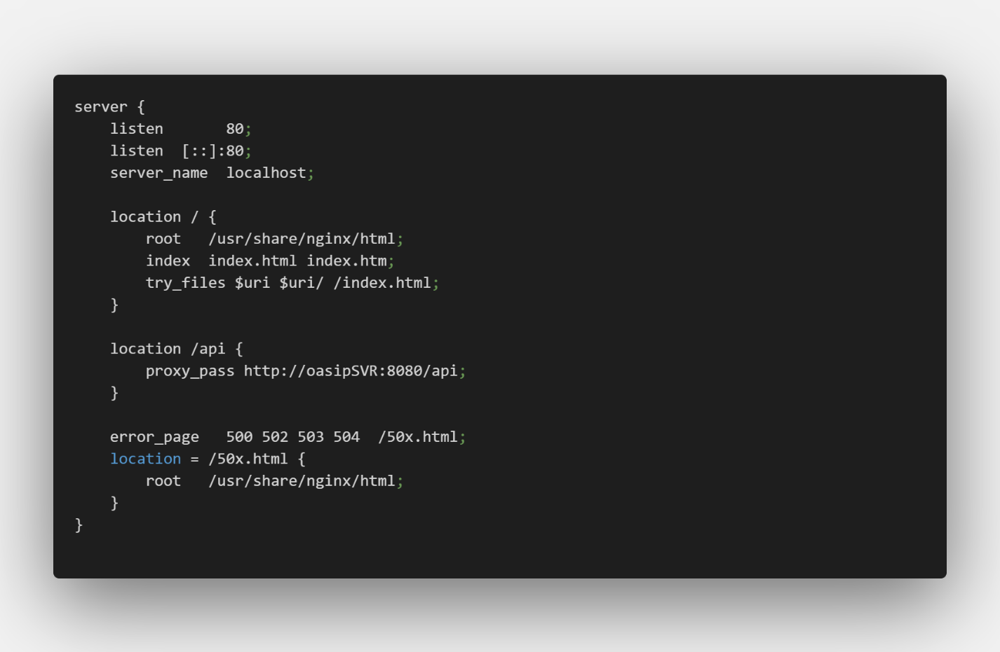 server {
    listen       80;
    listen  [::]:80;
    server_name  localhost;

    location / {
        root   /usr/share/nginx/html;
        index  index.html index.htm;
        try_files $uri $uri/ /index.html;
    }

    location /api {
        proxy_pass http://oasipSVR:8080/api;
    }

    error_page   500 502 503 504  /50x.html;
    location = /50x.html {
        root   /usr/share/nginx/html;
    }
}